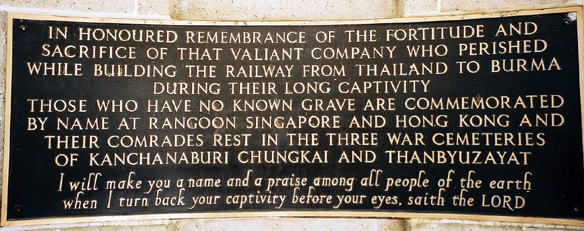 IN HONOURED REMEMBRANCE OF THE FORTITUDE AND
SACRIFICE OF THAT VALIANT COMPANY WHO PERISHED
WHILE BUILDING THE RAILWAY FROM THAILAND TO BURMA
DURING THEIR LONG CAPTIVITY
THOSE WHO HAVE NO KNOWN GRAVE ARE COMMEMORATED
BY NAME AT RANGOON SINGAPORE AND HONG KONG AND
THEIR COMRADES REST IN THE THREE WAR CEMETERIES
OF KANCHANABURI CHUNGKAI AND THANBYUZAYAT
I will make you a name and a praise among all people of the earth
when I turn back your captivity before your eyes, saith the LORD